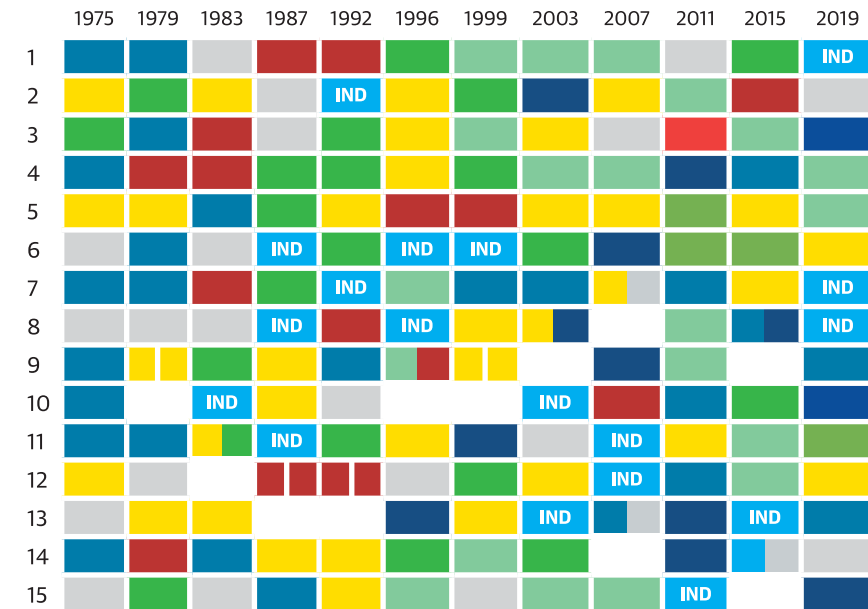 1975 1979 1983 1987 1992 1996 1999 2003 2007 2011 2015 2019
1 IND
2 IND
3
4
5
6 IND IND IND
7 IND IND
8 IND IND IND
9
10 IND IND
11 IND IND
12 IND
13 IND IND
14
15 IND